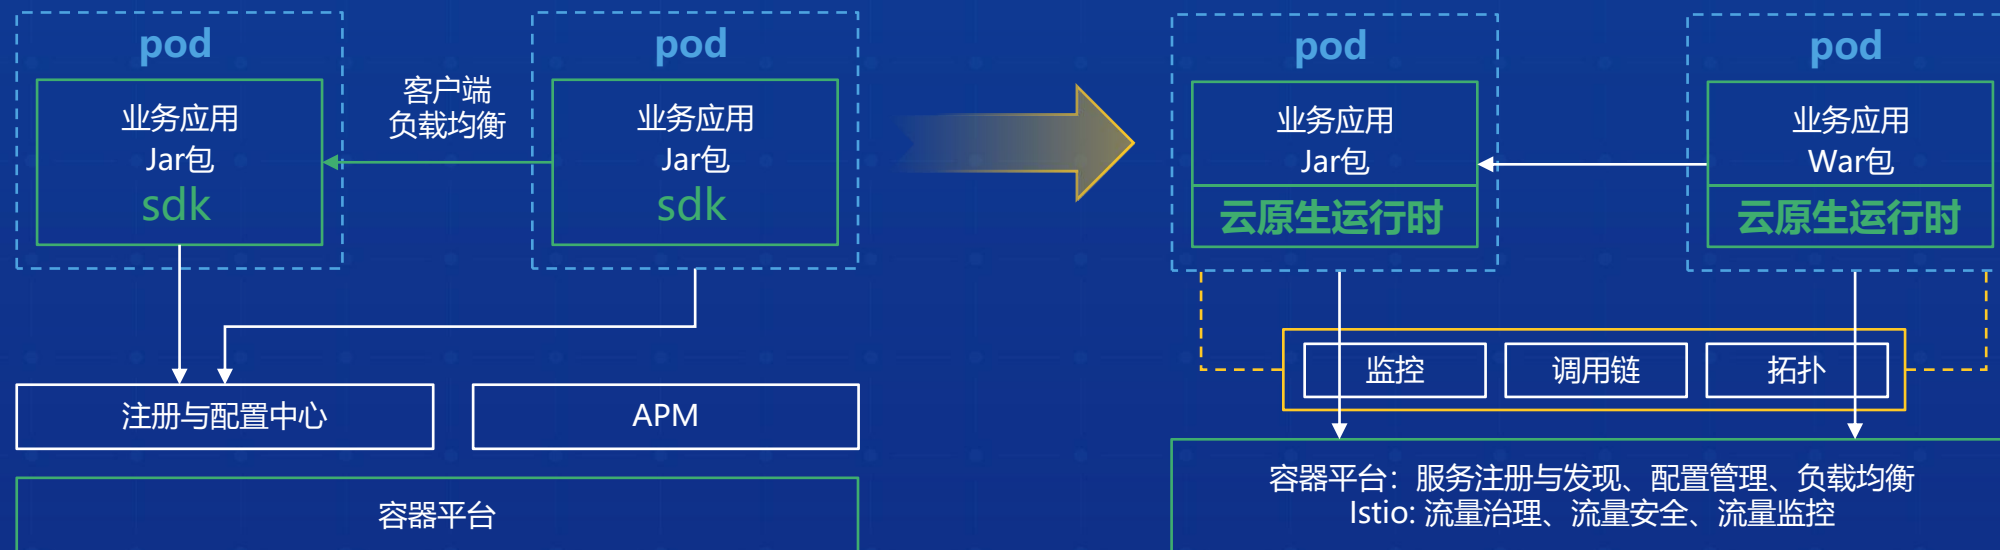 pod
业务应用
Jar包
sdk
客户端
负载均衡
pod
业务应用
Jar包
sdk
注册与配置中心
APM
容器平台
pod
业务应用
Jar包
云原生运行时
pod
业务应用
War包
云原生运行时
监控
调用链
拓扑
容器平台：服务注册与发现、配置管理、负载均衡
Istio: 流量治理、流量安全、流量监控